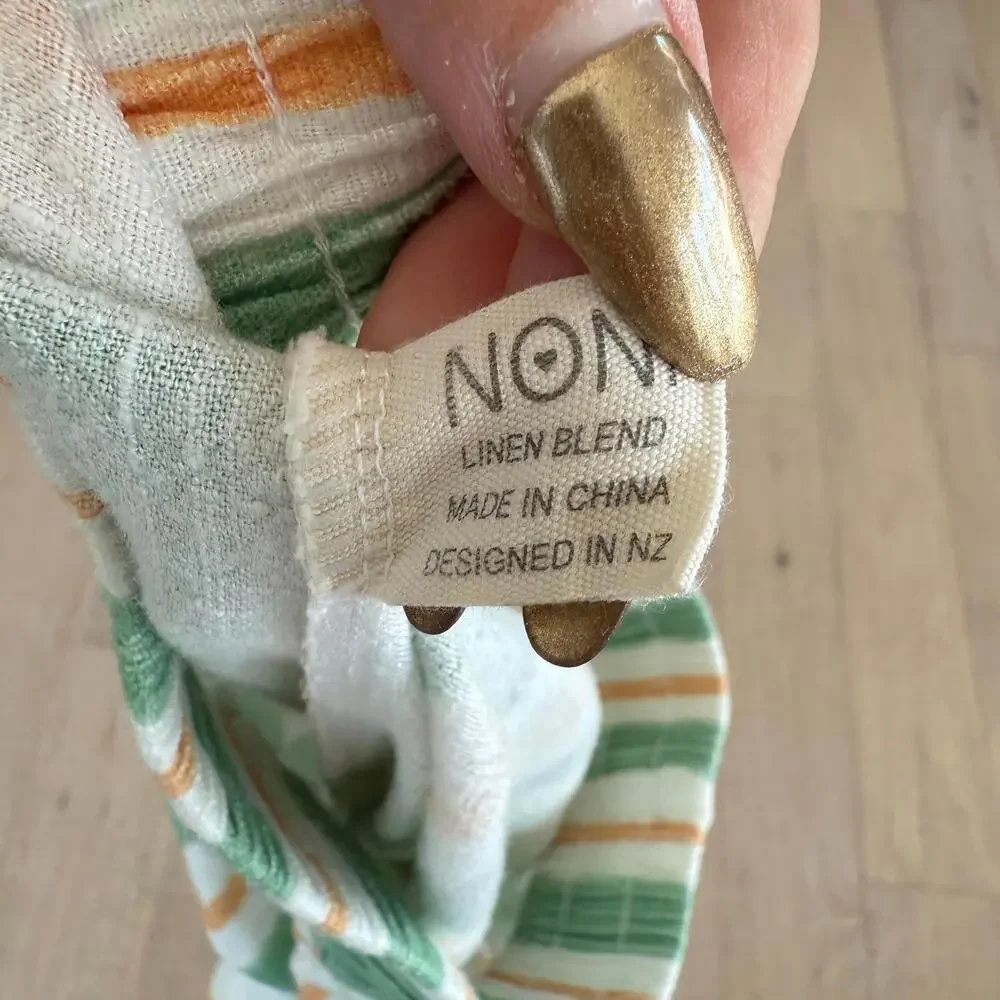 NON
LINEN BLEND
MADE IN CHINA
DESIGNED IN NZ